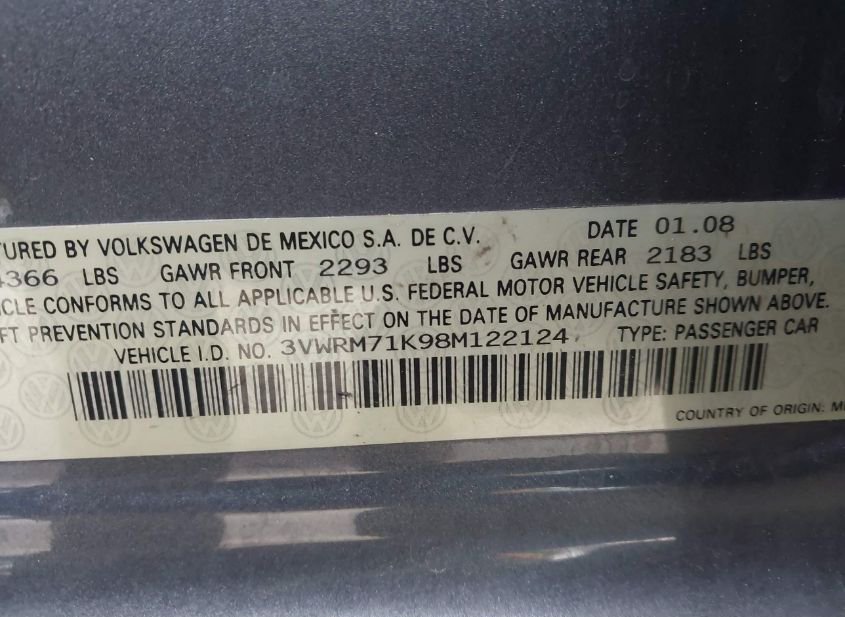 TURED BY VOLKSWAGEN DE MEXICO S.A. DE C.V. DATE 01.08
4366 LBS GAWR FRONT 2293 LBS GAWR REAR 2183 LBS
ICLE CONFORMS TO ALL APPLICABLE U.S. FEDERAL MOTOR VEHICLE SAFETY, BUMPER,
FT PREVENTION STANDARDS IN EFFECT ON THE DATE OF MANUFACTURE SHOWN ABOVE.
VEHICLE I.D. NO. 3VWRM71K98M122124 TYPE: PASSENGER CAR
COUNTRY OF ORIGIN: M